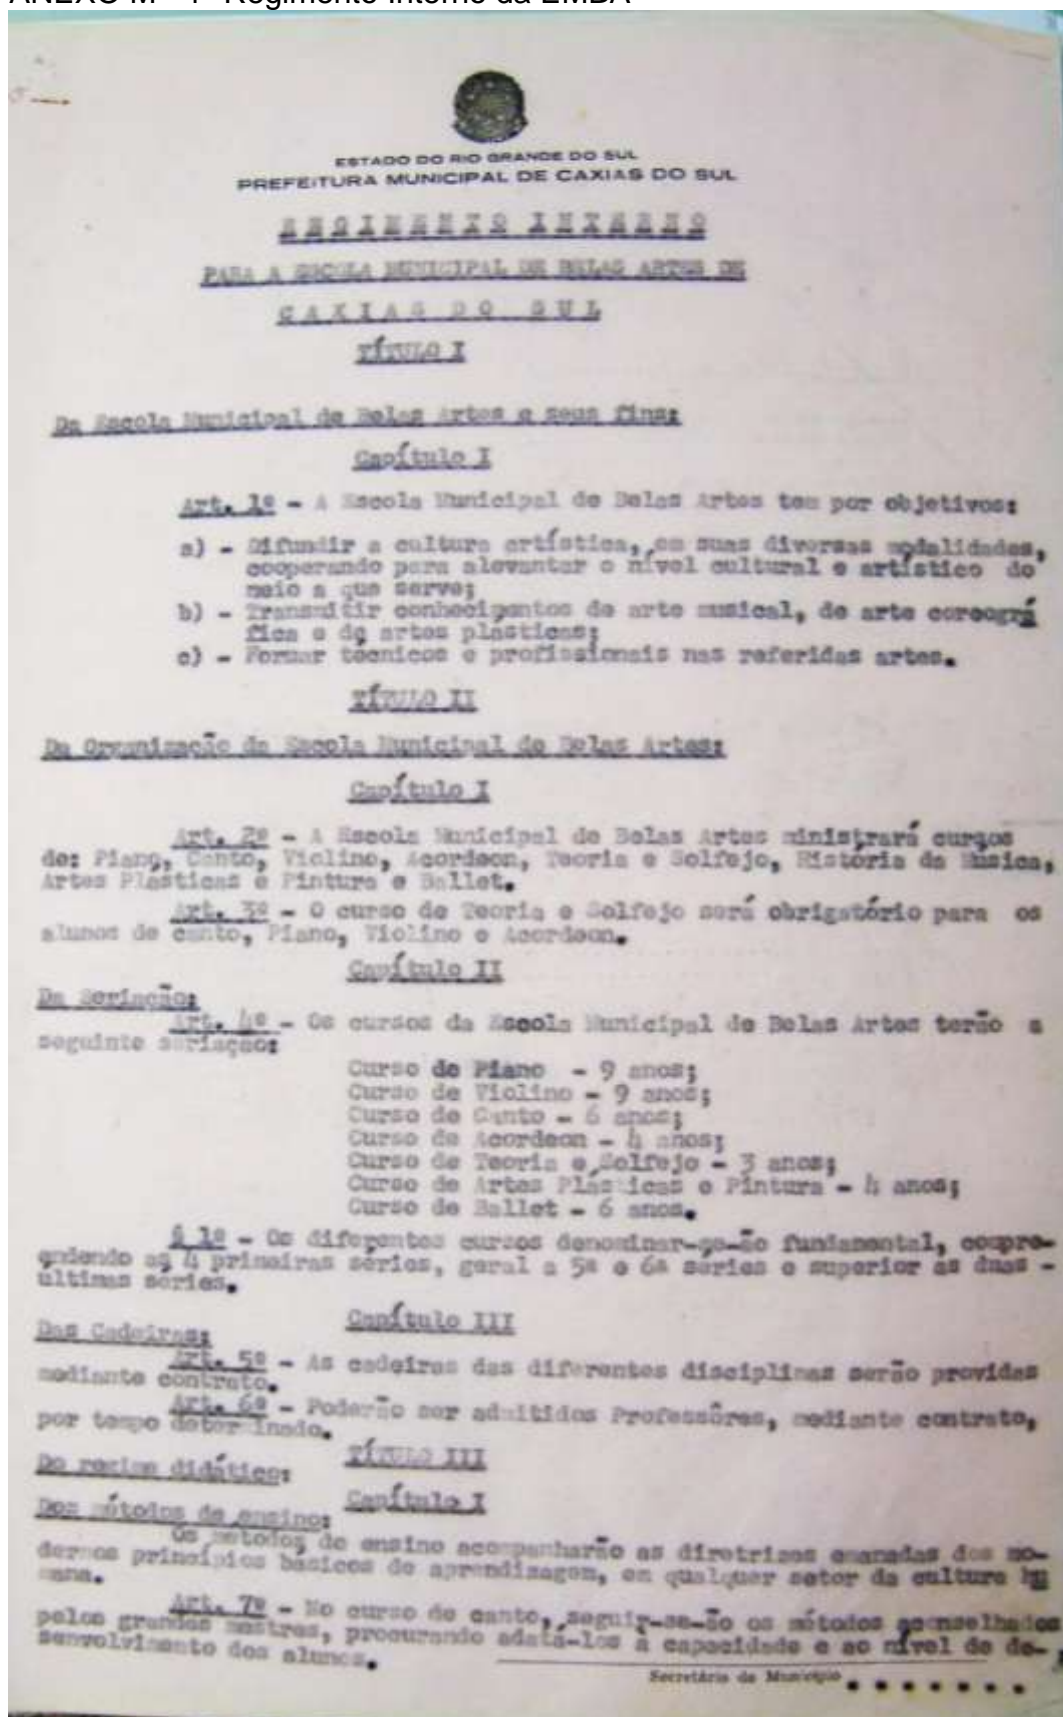 ANEXO M – 1º Regimento Interno da EMBA
ESTADO DO RIO GRANDE DO SUL
PREFEITURA MUNICIPAL DE CAXIAS DO SUL
REGIMENTO INTERNO
PARA A ESCOLA MUNICIPAL DE BELAS ARTES DE
CAXIAS DO SUL
TÍTULO I
Da Escola Municipal de Belas Artes e seus fins:
Capítulo I
Art. 1º - A Escola Municipal de Belas Artes tem por objetivos:
a) - Difundir a cultura artística, em suas diversas modalidades,
cooperando para alevantar o nível cultural e artístico do
meio a que serve;
b) - Transmitir conhecimentos de arte musical, de arte coreográ
fica e de artes plásticas;
c) - Formar técnicos e profissionais nas referidas artes.
TÍTULO II
Da Organização da Escola Municipal de Belas Artes:
Capítulo I
Art. 2º - A Escola Municipal de Belas Artes ministrará cursos
de: Piano, Canto, Violino, Acordeon, Teoria e Solfejo, História da Música,
Artes Plásticas e Pintura e Ballet.
Art. 3º - O curso de Teoria e Solfejo será obrigatório para os
alunos de canto, Piano, Violino e Acordeon.
Capítulo II
Da Seriação:
Art. 4º - Os cursos da Escola Municipal de Belas Artes terão a
seguinte seriação:
Curso de Piano - 9 anos;
Curso de Violino - 9 anos;
Curso de Canto - 6 anos;
Curso de Acordeon - 4 anos;
Curso de Teoria e Solfejo - 3 anos;
Curso de Artes Plásticas e Pintura - 4 anos;
Curso de Ballet - 6 anos.
§ 1º - Os diferentes cursos denominar-se-ão fundamental, compre-
endendo as 4 primeiras séries, geral a 5ª e 6ª séries e superior as duas -
últimas séries.
Capítulo III
Das Cadeiras:
Art. 5º - As cadeiras das diferentes disciplinas serão providas
mediante contrato.
Art. 6º - Poderão ser admitidos Professôres, mediante contrato,
por tempo determinado.
TÍTULO III
Do regime didático:
Capítulo I
Dos métodos de ensino:
Os métodos de ensino acompanharão as diretrizes emanadas dos mo-
dernos princípios básicos de aprendizagem, em qualquer setor da cultura hu
mana.
Art. 7º - No curso de canto, seguir-se-ão os métodos aconselhados
pelos grandes mestres, procurando adatá-los à capacidade e ao nível de de-
senvolvimento dos alunos.
Secretário do Município.......